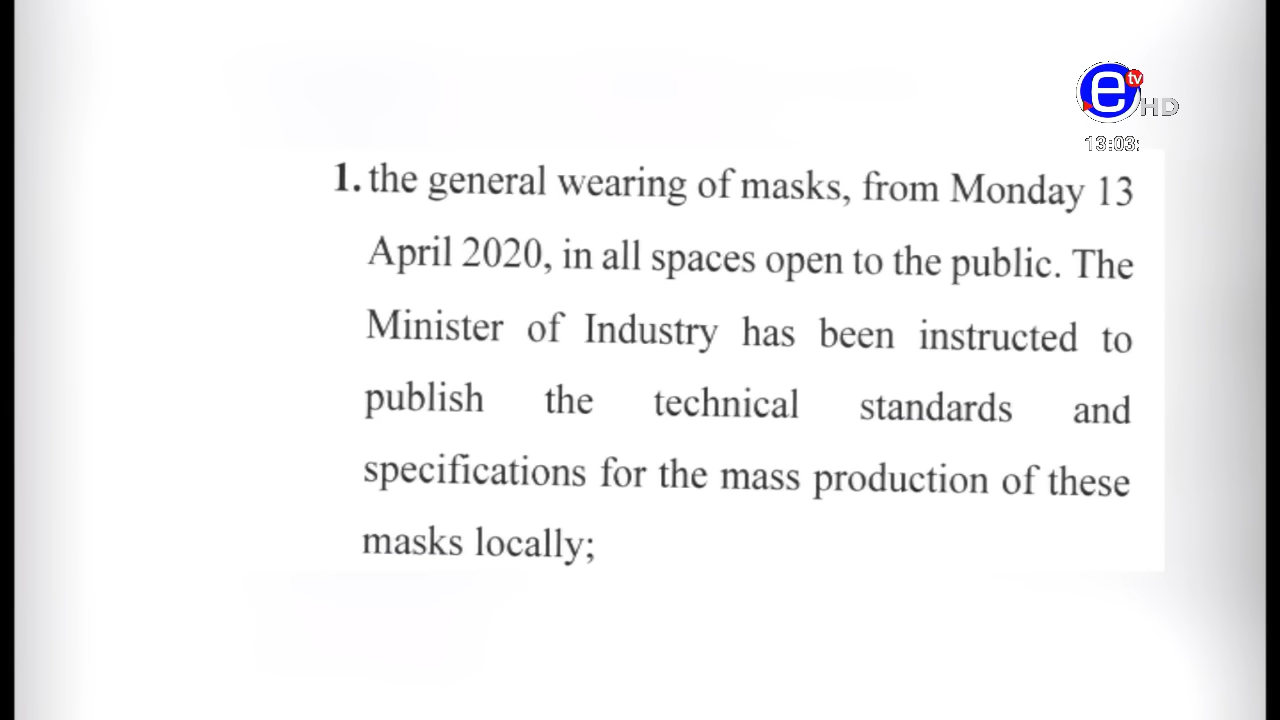 e tv
HD
13:03:
1. the general wearing of masks, from Monday 13
April 2020, in all spaces open to the public. The
Minister of Industry has been instructed to
publish the technical standards and
specifications for the mass production of these
masks locally;